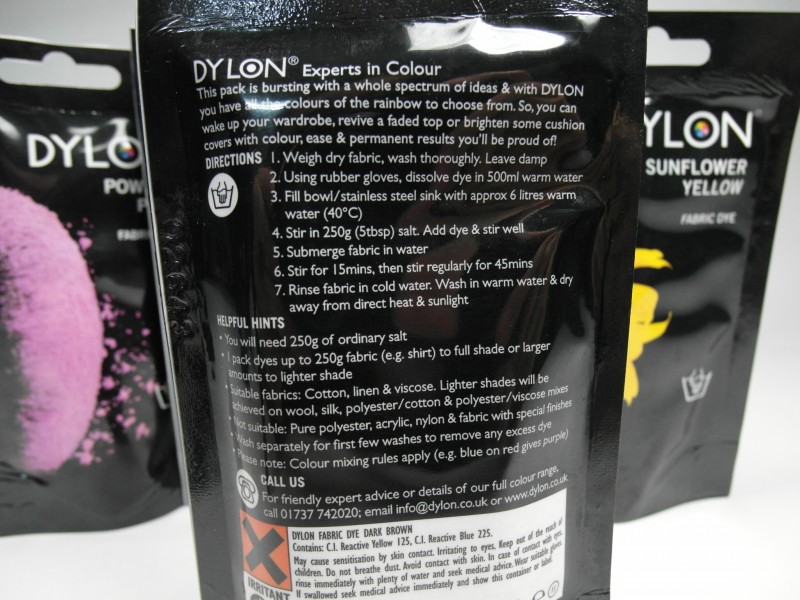 DYLON® Experts in Colour
This pack is bursting with a whole spectrum of ideas & with DYLON
you have all the colours of the rainbow to choose from. So, you can
wake up your wardrobe, revive a faded top or brighten some cushion
covers with colour, ease & permanent results you'll be proud of!
DIRECTIONS 1. Weigh dry fabric, wash thoroughly. Leave damp
2. Using rubber gloves, dissolve dye in 500ml warm water
3. Fill bowl/stainless steel sink with approx 6 litres warm
water (40°C)
4. Stir in 250g (5tbsp) salt. Add dye & stir well
5. Submerge fabric in water
6. Stir for 15mins, then stir regularly for 45mins
7. Rinse fabric in cold water. Wash in warm water & dry
away from direct heat & sunlight
HELPFUL HINTS
• You will need 250g of ordinary salt
• 1 pack dyes up to 250g fabric (e.g. shirt) to full shade or larger
amounts to lighter shade
• Suitable fabrics: Cotton, linen & viscose. Lighter shades will be
achieved on wool, silk, polyester/cotton & polyester/viscose mixes
• Not suitable: Pure polyester, acrylic, nylon & fabric with special finishes
• Wash separately for first few washes to remove any excess dye
• Please note: Colour mixing rules apply (e.g. blue on red gives purple)
CALL US
For friendly expert advice or details of our full colour range,
call 01737 742020; email info@dylon.co.uk or www.dylon.co.uk
DYLON FABRIC DYE DARK BROWN
Contains: C.I. Reactive Yellow 125, C.I. Reactive Blue 225.
May cause sensitisation by skin contact. Irritating to eyes. Keep out of the reach of
children. Do not breathe dust. Avoid contact with skin. In case of contact with eyes,
rinse immediately with plenty of water and seek medical advice. Wear suitable gloves.
If swallowed seek medical advice immediately and show this container or label.
IRRITANT
DYLO
POW
FAB
YLON
SUNFLOWER
YELLOW
FABRIC DYE